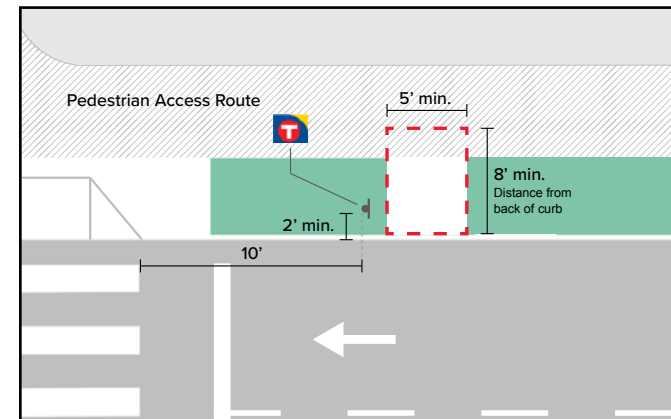 Pedestrian Access Route
5’ min.
T
8’ min.
Distance from
back of curb
2’ min.
10’